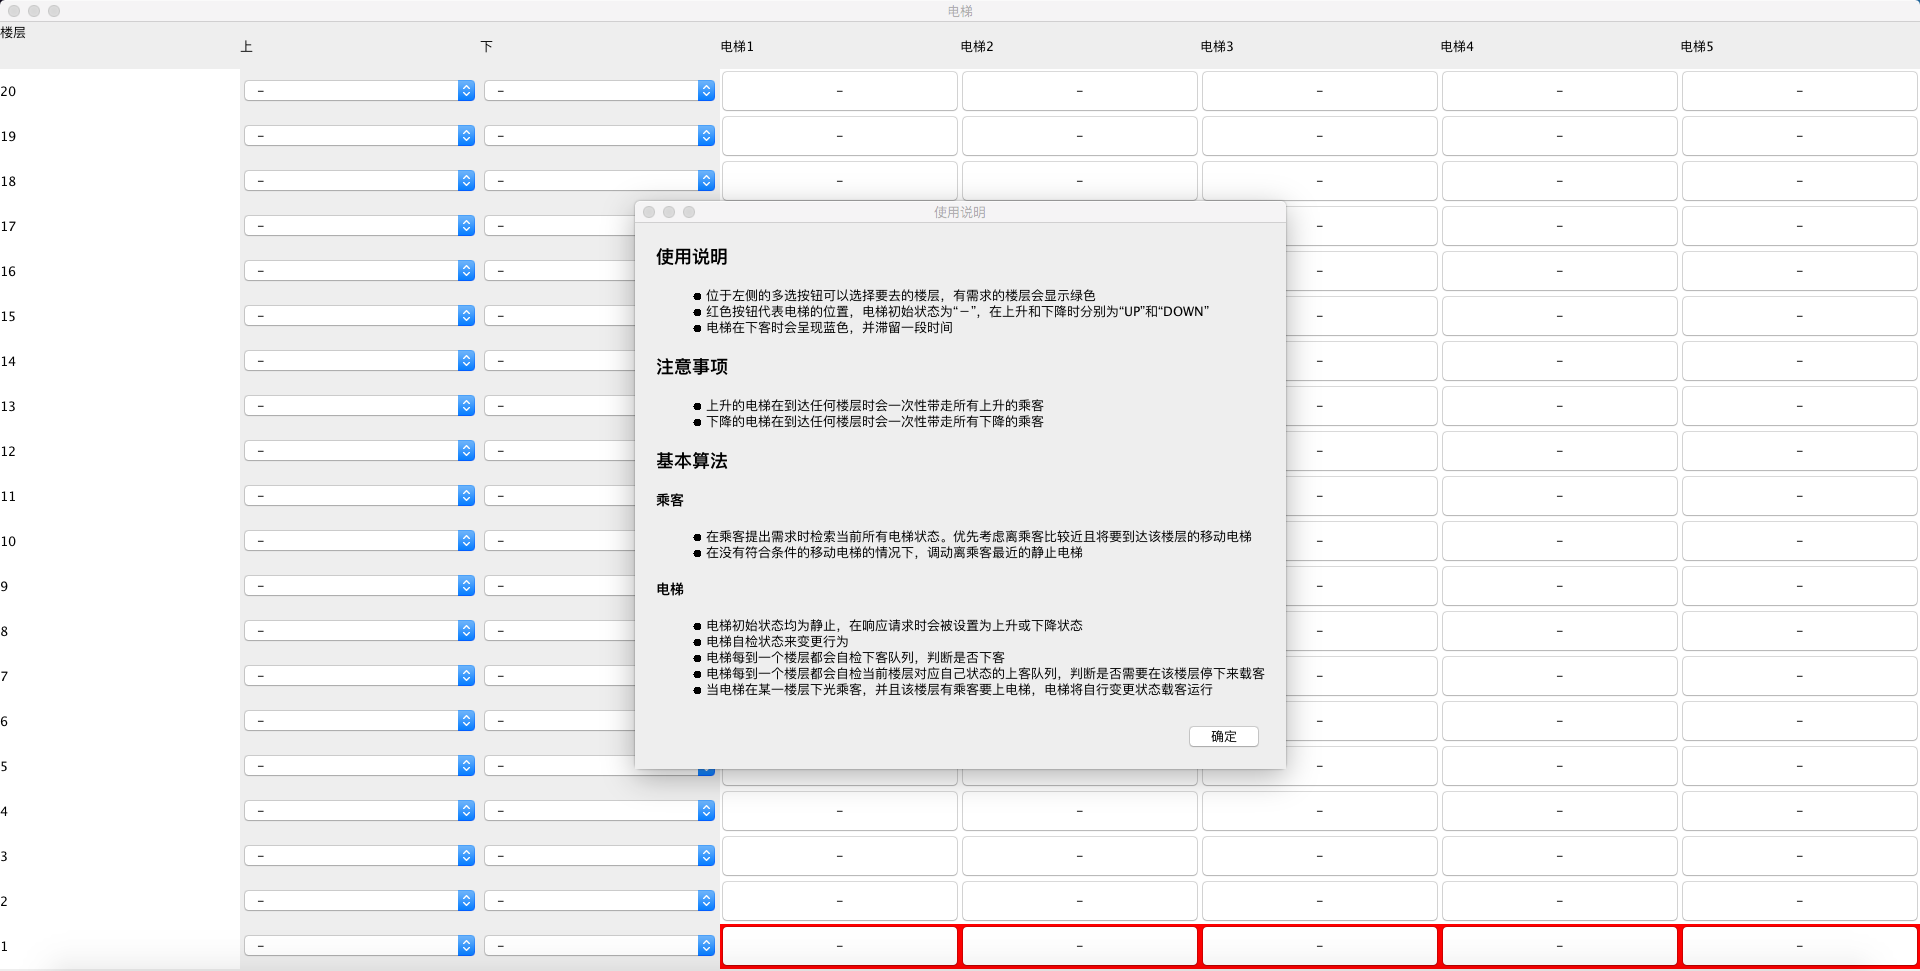 电梯
楼层
上 下 电梯1 电梯2 电梯3 电梯4 电梯5
20 – – – – – – –
19 – – – – – – –
18 – – – – – – –
使用说明
17 – – – – –
使用说明
16 – – – – –
● 位于左侧的多选按钮可以选择要去的楼层，有需求的楼层会显示绿色
● 红色按钮代表电梯的位置，电梯初始状态为“－”，在上升和下降时分别为“UP”和“DOWN”
15 – – – – –
● 电梯在下客时会呈现蓝色，并滞留一段时间
14 – – – – –
注意事项
13 – – – – –
● 上升的电梯在到达任何楼层时会一次性带走所有上升的乘客
● 下降的电梯在到达任何楼层时会一次性带走所有下降的乘客
12 – – – – –
基本算法
11 – – – – –
乘客
10 – – – – –
● 在乘客提出需求时检索当前所有电梯状态。优先考虑离乘客比较近且将要到达该楼层的移动电梯
● 在没有符合条件的移动电梯的情况下，调动离乘客最近的静止电梯
9 – – – – –
电梯
8 – – – – –
● 电梯初始状态均为静止，在响应请求时会被设置为上升或下降状态
● 电梯自检状态来变更行为
● 电梯每到一个楼层都会自检下客队列，判断是否下客
7 – – – – –
● 电梯每到一个楼层都会自检当前楼层对应自己状态的上客队列，判断是否需要在该楼层停下来载客
● 当电梯在某一楼层下光乘客，并且该楼层有乘客要上电梯，电梯将自行变更状态载客运行
6 – – – – –
确定
5 – – – – –
4 – – – – – – –
3 – – – – – – –
2 – – – – – – –
1 – – – – – – –